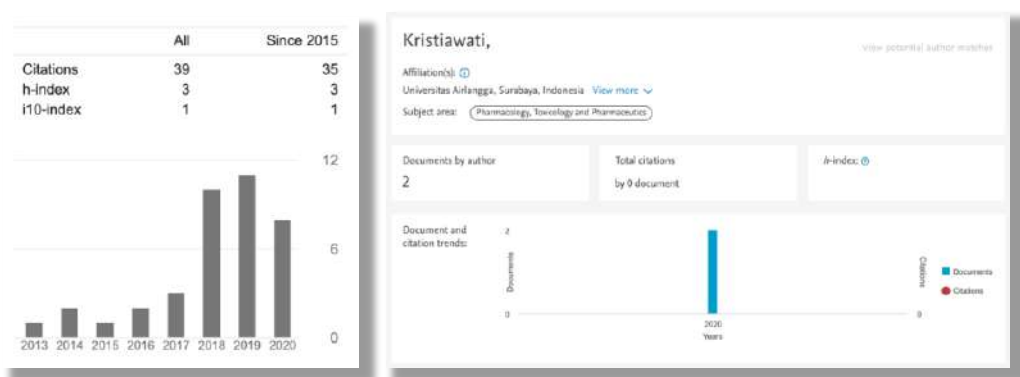 All Since 2015
Citations 39 35
h-index 3 3
i10-index 1 1
12
6
0
2013 2014 2015 2016 2017 2018 2019 2020
Kristiawati,
View potential author matches
Affiliation(s):
Universitas Airlangga, Surabaya, Indonesia View more
Subject area: Pharmacology, Toxicology and Pharmaceutics
Documents by author
2
Total citations
by 0 document
h-index:
Document and
citation trends:
2
Documents
0
2020
Years
Citations
0
Documents
Citations